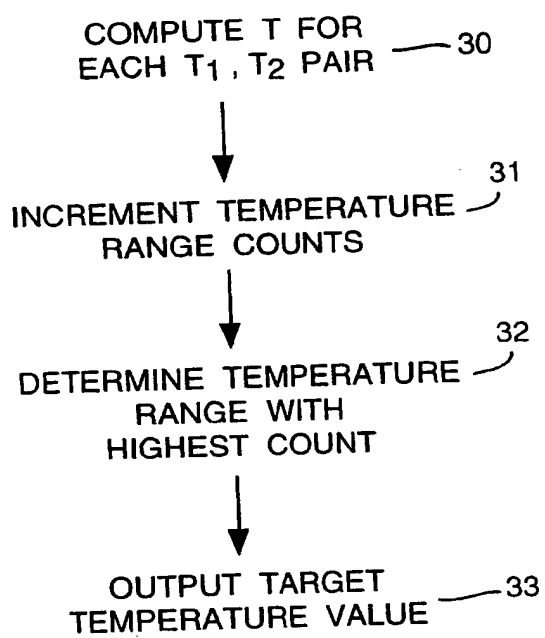 COMPUTE T FOR
EACH T1, T2 PAIR
30
INCREMENT TEMPERATURE
RANGE COUNTS
31
DETERMINE TEMPERATURE
RANGE WITH
HIGHEST COUNT
32
OUTPUT TARGET
TEMPERATURE VALUE
33